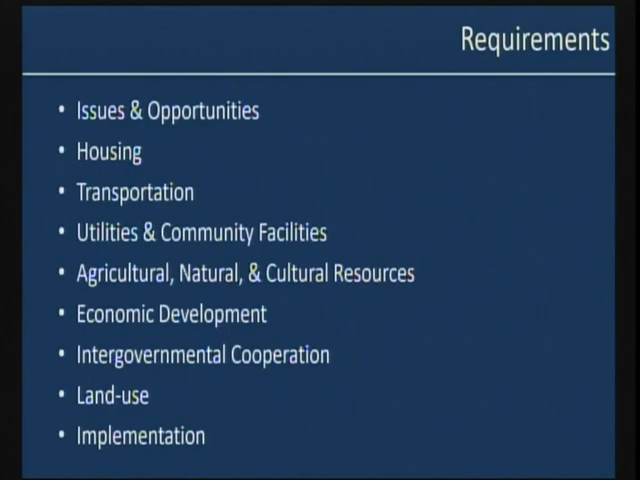 Requirements
• Issues & Opportunities
• Housing
• Transportation
• Utilities & Community Facilities
• Agricultural, Natural, & Cultural Resources
• Economic Development
• Intergovernmental Cooperation
• Land-use
• Implementation